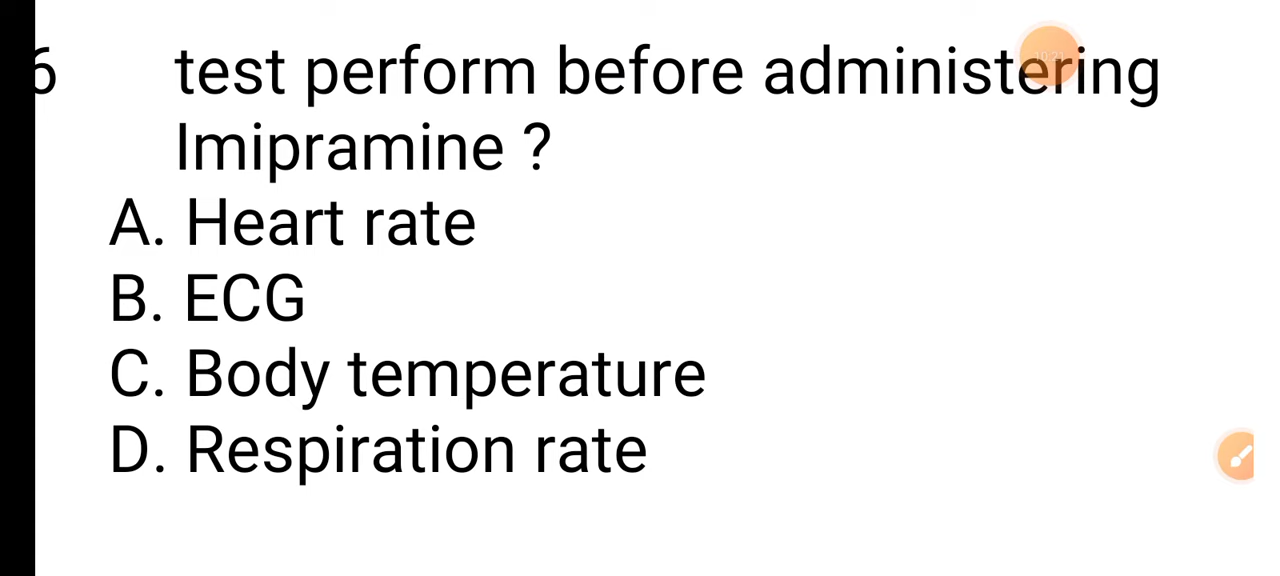 6 test perform before administering
Imipramine ?
A. Heart rate
B. ECG
C. Body temperature
D. Respiration rate